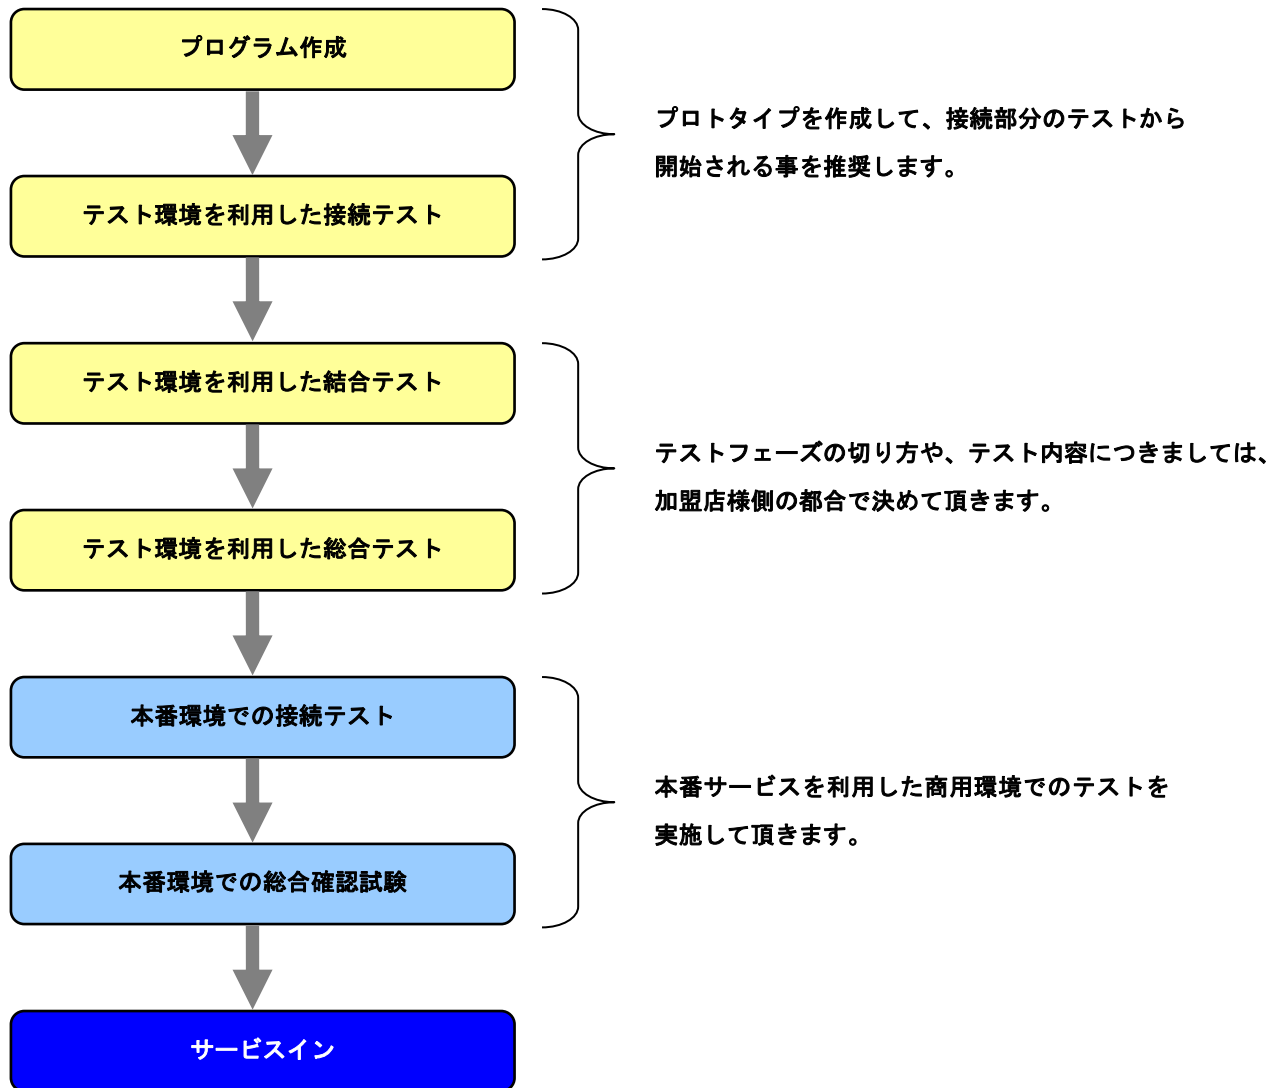 プログラム作成
テスト環境を利用した接続テスト
プロトタイプを作成して、接続部分のテストから
開始される事を推奨します。
テスト環境を利用した結合テスト
テスト環境を利用した総合テスト
テストフェーズの切り方や、テスト内容につきましては、
加盟店様側の都合で決めて頂きます。
本番環境での接続テスト
本番環境での総合確認試験
本番サービスを利用した商用環境でのテストを
実施して頂きます。
サービスイン